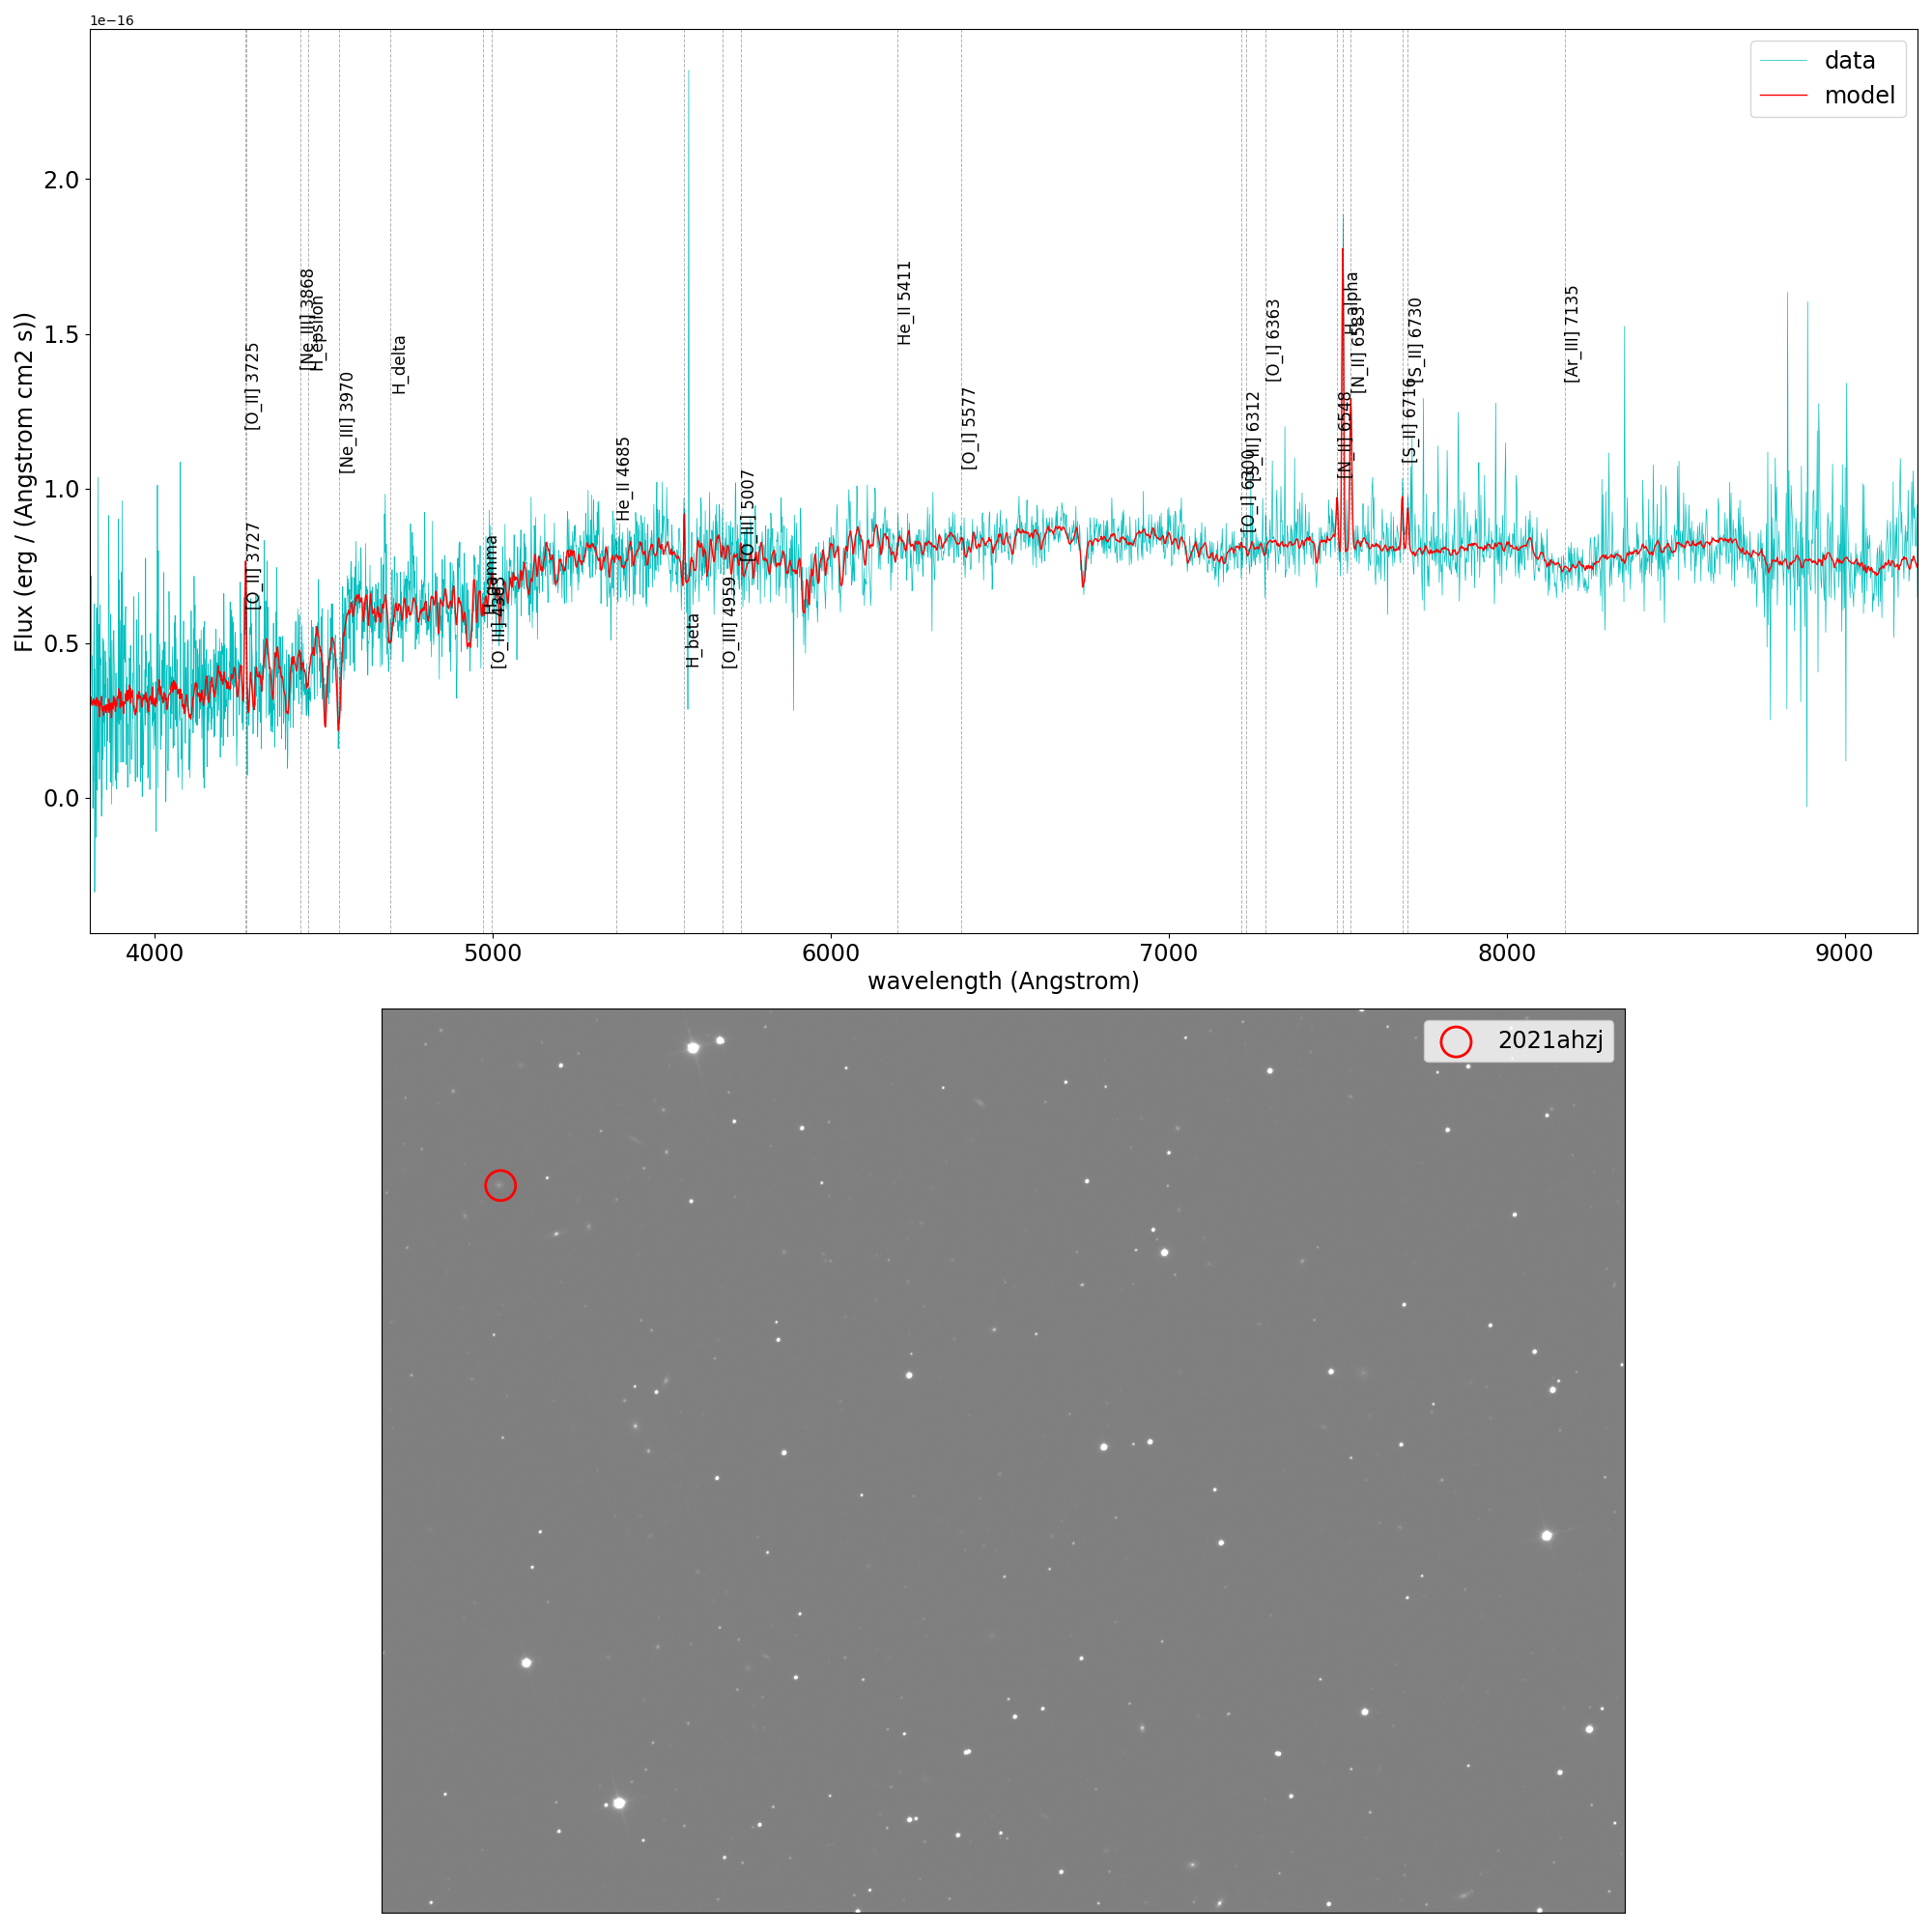 1e−16
data
model
2.0
1.5
1.0
0.5
0.0
Flux (erg / (Angstrom cm2 s))
[O_II] 3725
[O_II] 3727
[Ne_III] 3868
H_epsilon
[Ne_III] 3970
H_delta
H_gamma
[O_III] 4363
He_II 4685
H_beta
[O_III] 4959
[O_III] 5007
He_II 5411
[O_I] 5577
[O_I] 6300
[S_III] 6312
[O_I] 6363
[N_II] 6548
H_alpha
[N_II] 6583
[S_II] 6716
[S_II] 6730
[Ar_III] 7135
4000
5000
6000
7000
8000
9000
wavelength (Angstrom)
2021ahzj